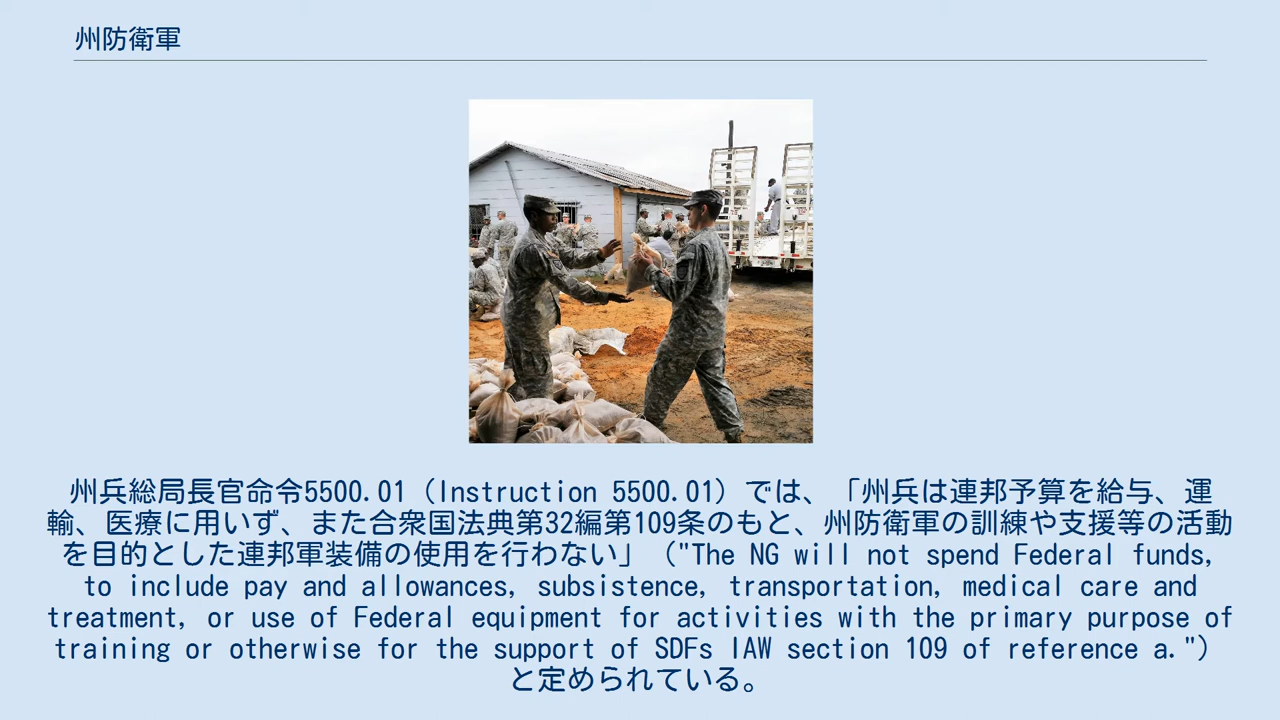 州防衛軍
州兵総局長官命令5500.01（Instruction 5500.01）では、「州兵は連邦予算を給与、運
輸、医療に用いず、また合衆国法典第32編第109条のもと、州防衛軍の訓練や支援等の活動
を目的とした連邦軍装備の使用を行わない」（"The NG will not spend Federal funds,
to include pay and allowances, subsistence, transportation, medical care and
treatment, or use of Federal equipment for activities with the primary purpose of
training or otherwise for the support of SDFs IAW section 109 of reference a."）
と定められている。